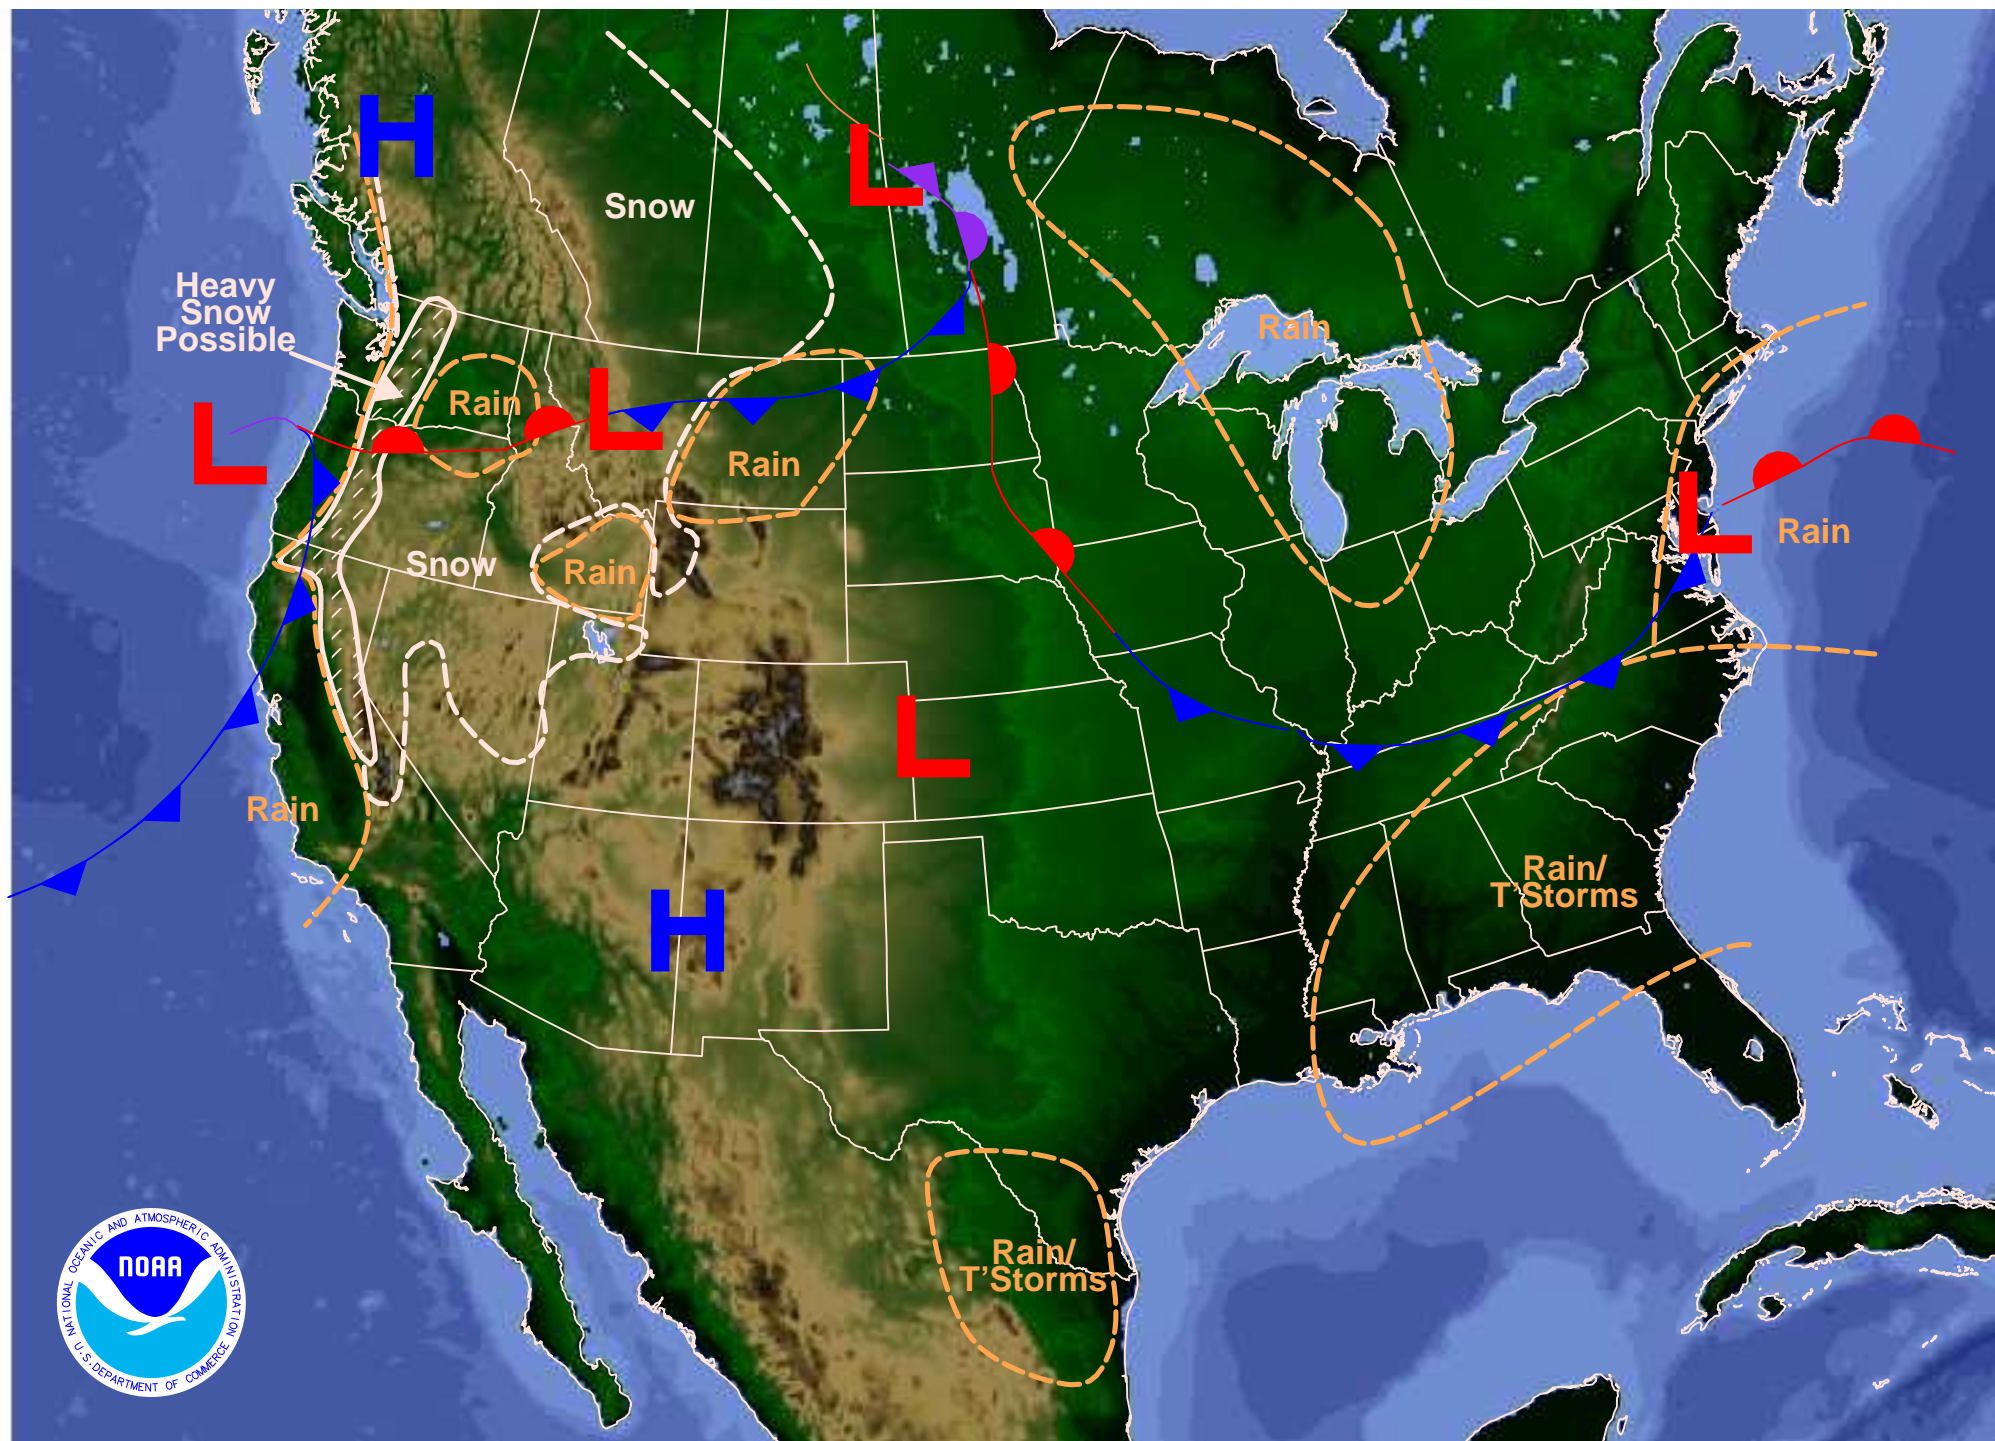 H
L
Snow
Heavy
Snow
Possible
Rain
L
Rain
L
Rain
L
Rain
Snow
Rain
Rain
L
Rain
H
Rain/
T'Storms
Rain/
T'Storms
NATIONAL OCEANIC AND ATMOSPHERIC ADMINISTRATION
NOAA
U.S. DEPARTMENT OF COMMERCE